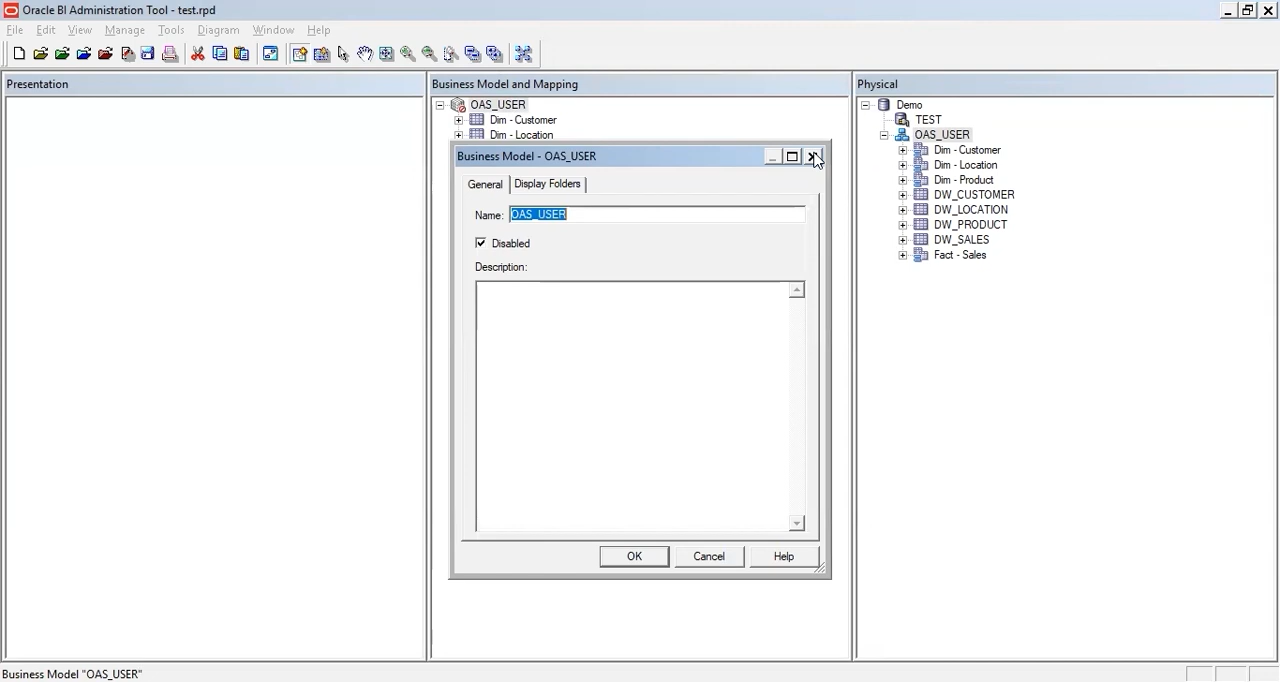 Oracle BI Administration Tool - test.rpd
File Edit View Manage Tools Diagram Window Help
Presentation
Business Model and Mapping
OAS_USER
Dim - Customer
Dim - Location
Business Model - OAS_USER
General Display Folders
Name: OAS_USER
Disabled
Description:
OK Cancel Help
Physical
Demo
TEST
OAS_USER
Dim - Customer
Dim - Location
Dim - Product
DW_CUSTOMER
DW_LOCATION
DW_PRODUCT
DW_SALES
Fact - Sales
Business Model "OAS_USER"